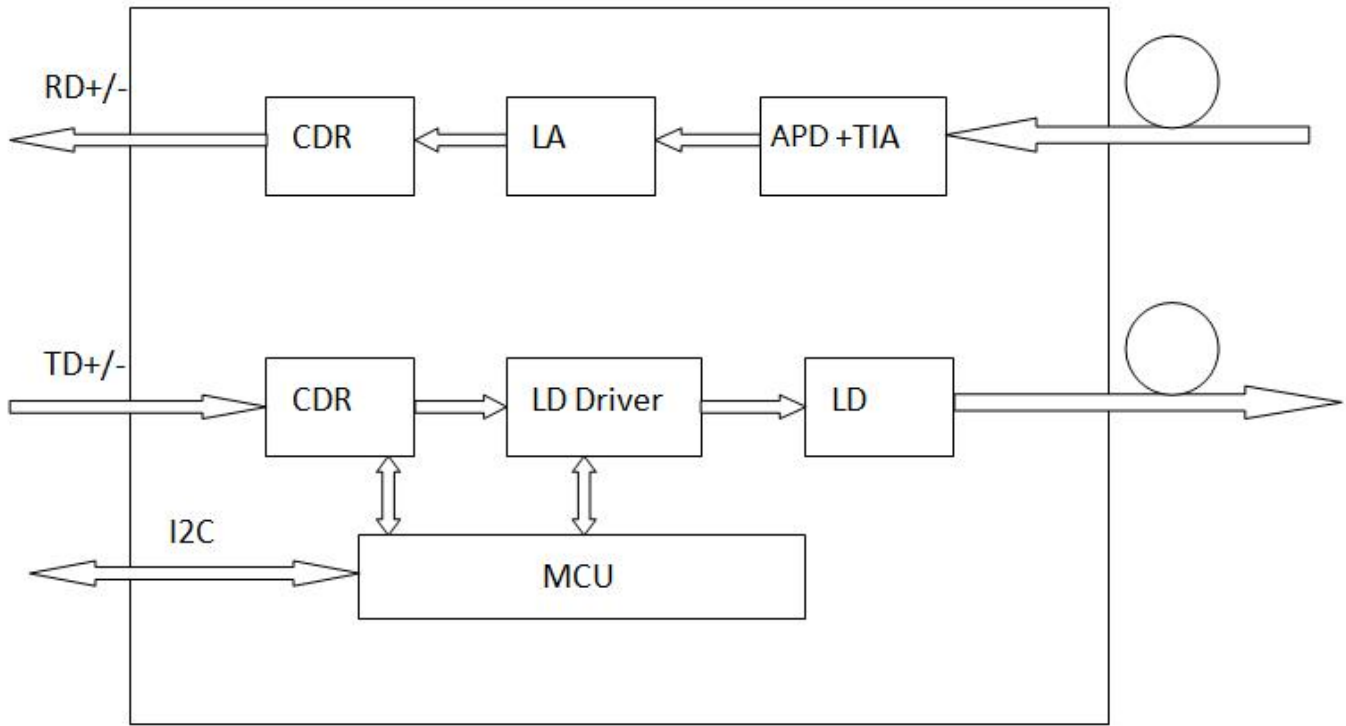 RD+/-
CDR
LA
APD +TIA
TD+/-
CDR
LD Driver
LD
I2C
MCU